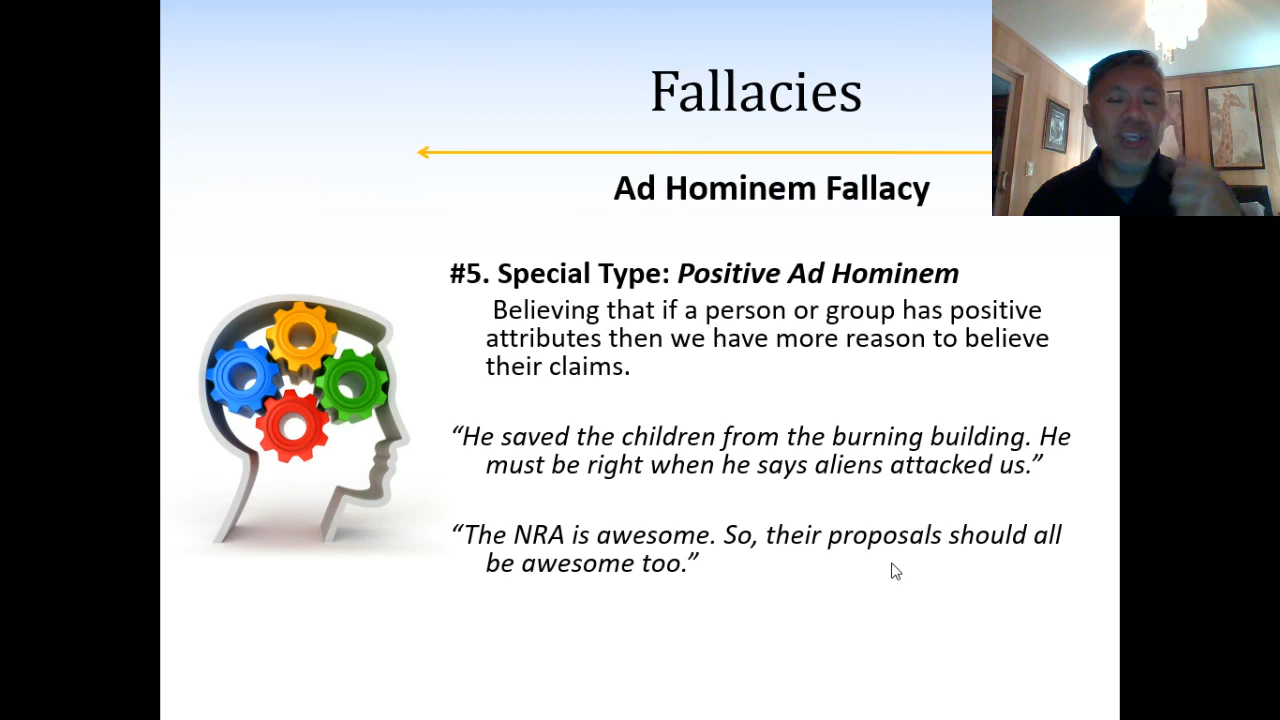 Fallacies
Ad Hominem Fallacy
#5. Special Type: Positive Ad Hominem
Believing that if a person or group has positive
attributes then we have more reason to believe
their claims.
“He saved the children from the burning building. He
must be right when he says aliens attacked us.”
“The NRA is awesome. So, their proposals should all
be awesome too.”